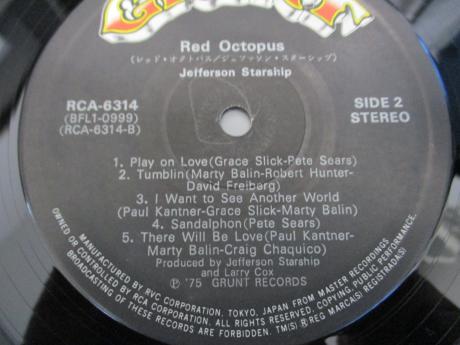 Red Octopus
(レッド・オクトパス/ジェファソン・スターシップ)
Jefferson Starship
RCA-6314
(BFL1-0999)
(RCA-6314-B)
SIDE 2
STEREO
1. Play on Love(Grace Slick-Pete Sears)
2. Tumblin(Marty Balin-Robert Hunter-
David Freiberg)
3. I Want to See Another World
(Paul Kantner-Grace Slick-Marty Balin)
4. Sandalphon(Pete Sears)
5. There Will Be Love(Paul Kantner-
Marty Balin-Craig Chaquico)
Produced by Jefferson Starship
and Larry Cox
℗ '75 GRUNT RECORDS
MANUFACTURED BY RVC CORPORATION, TOKYO, JAPAN FROM MASTER RECORDINGS
OWNED OR CONTROLLED BY RCA CORPORATION. ALL RIGHTS RESERVED. COPYING, PUBLIC PERFORMANCE,
BROADCASTING OF THESE RECORDS ARE FORBIDDEN. TM(S) ® REG MARCA(S) REGISTRADA(S)